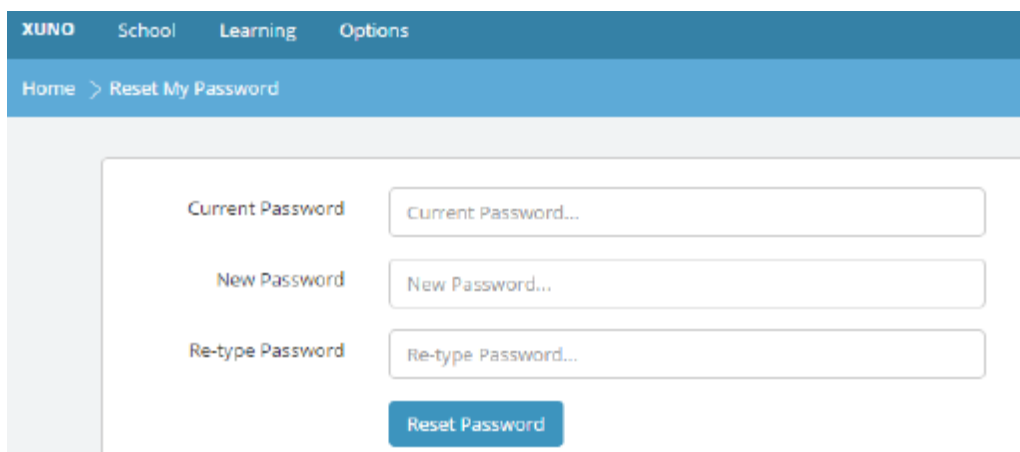 XUNO School Learning Options
Home > Reset My Password
Current Password Current Password...
New Password New Password...
Re-type Password Re-type Password...
Reset Password